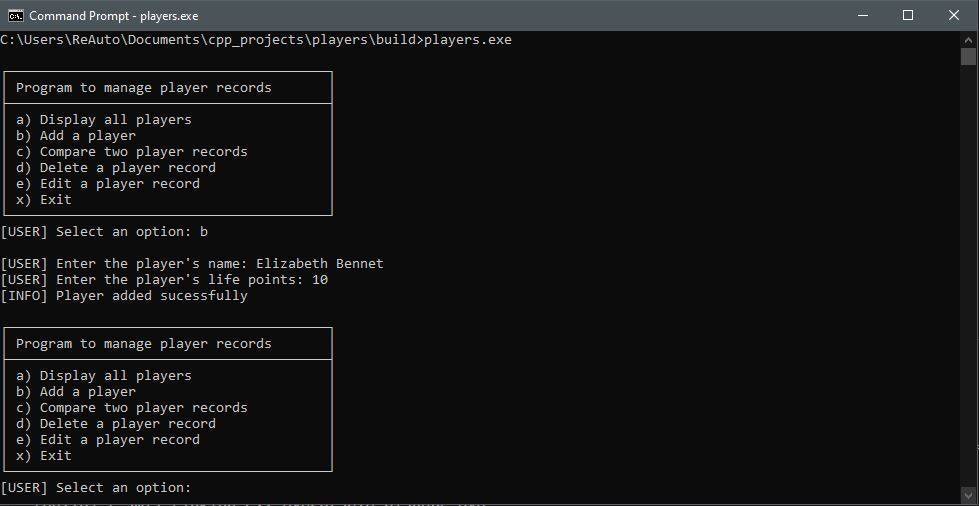 Command Prompt - players.exe
C:\Users\ReAuto\Documents\cpp_projects\players\build>players.exe
Program to manage player records
a) Display all players
b) Add a player
c) Compare two player records
d) Delete a player record
e) Edit a player record
x) Exit
[USER] Select an option: b
[USER] Enter the player's name: Elizabeth Bennet
[USER] Enter the player's life points: 10
[INFO] Player added sucessfully
Program to manage player records
a) Display all players
b) Add a player
c) Compare two player records
d) Delete a player record
e) Edit a player record
x) Exit
[USER] Select an option: